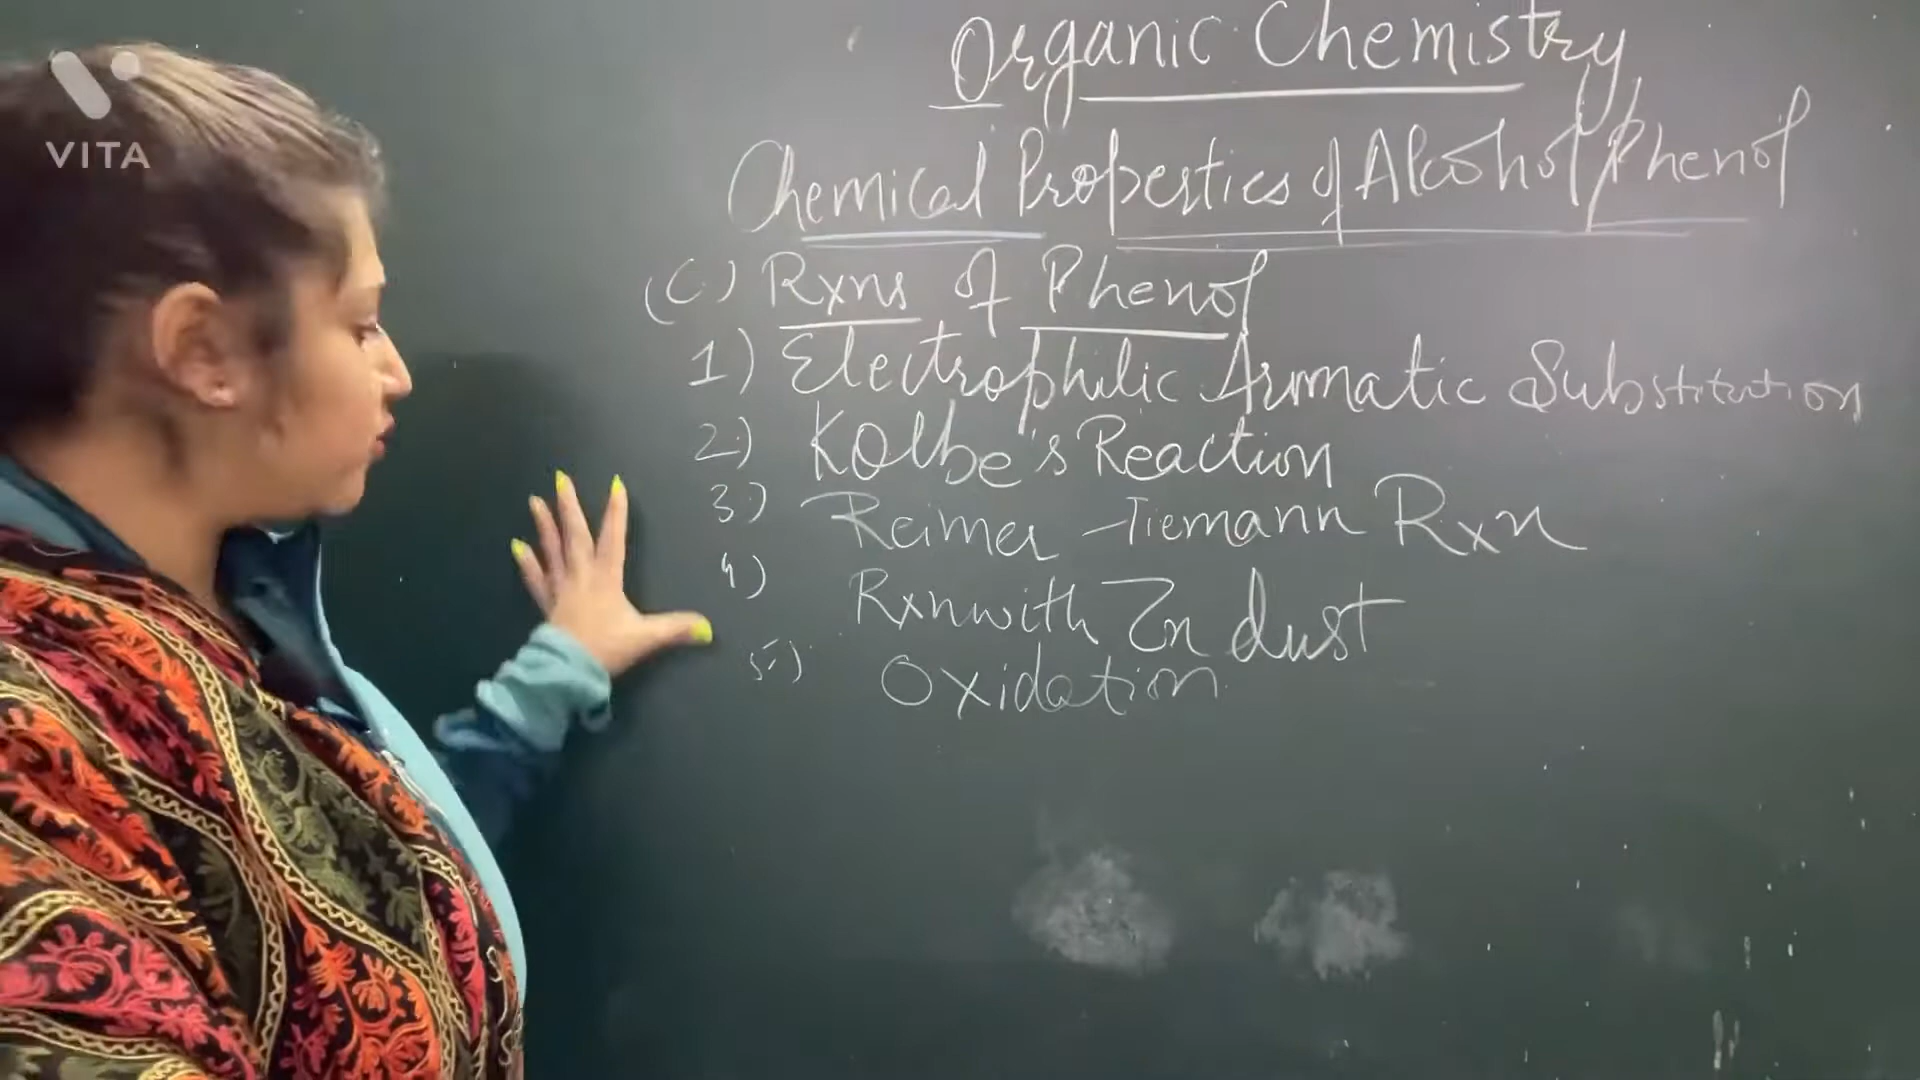 VITA
Organic Chemistry
Chemical Properties of Alcohol/Phenol
(C) Rxns of Phenol
1) Electrophilic Aromatic Substitution
2) Kolbe's Reaction
3) Reimer-Tiemann Rxn
4) Rxn with Zn dust
5) Oxidation